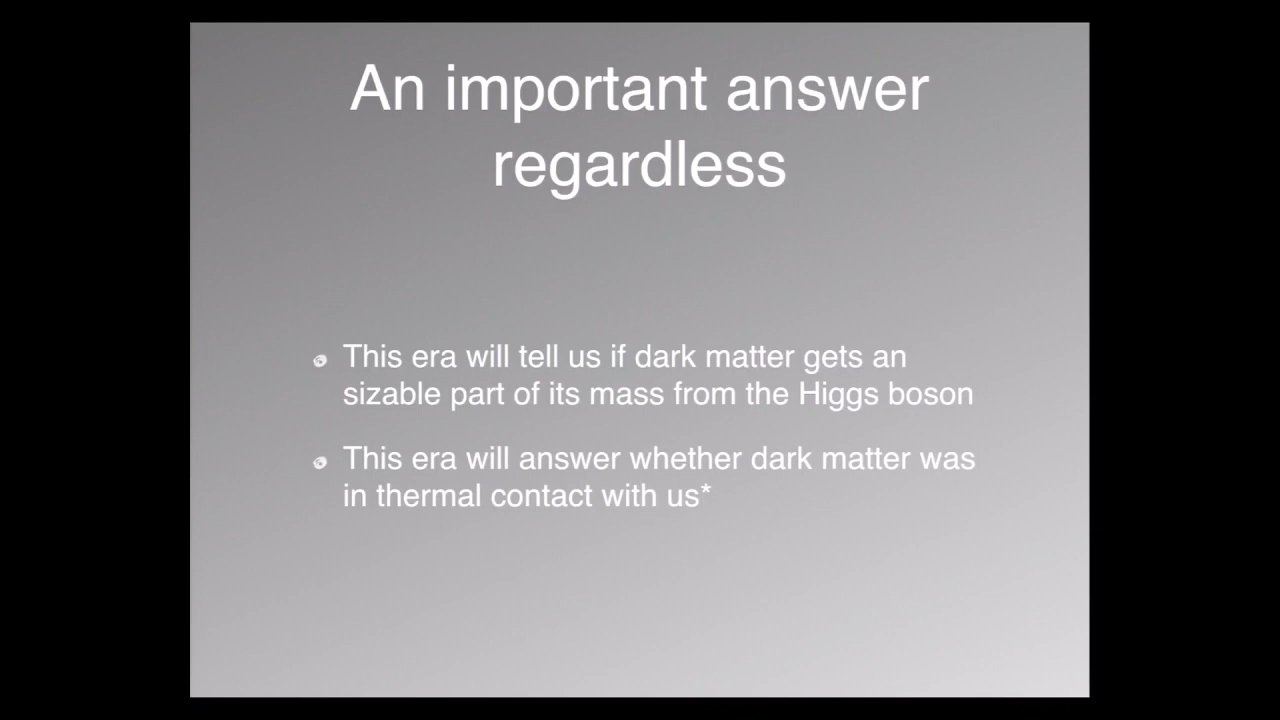 An important answer
regardless
This era will tell us if dark matter gets an
sizable part of its mass from the Higgs boson
This era will answer whether dark matter was
in thermal contact with us*